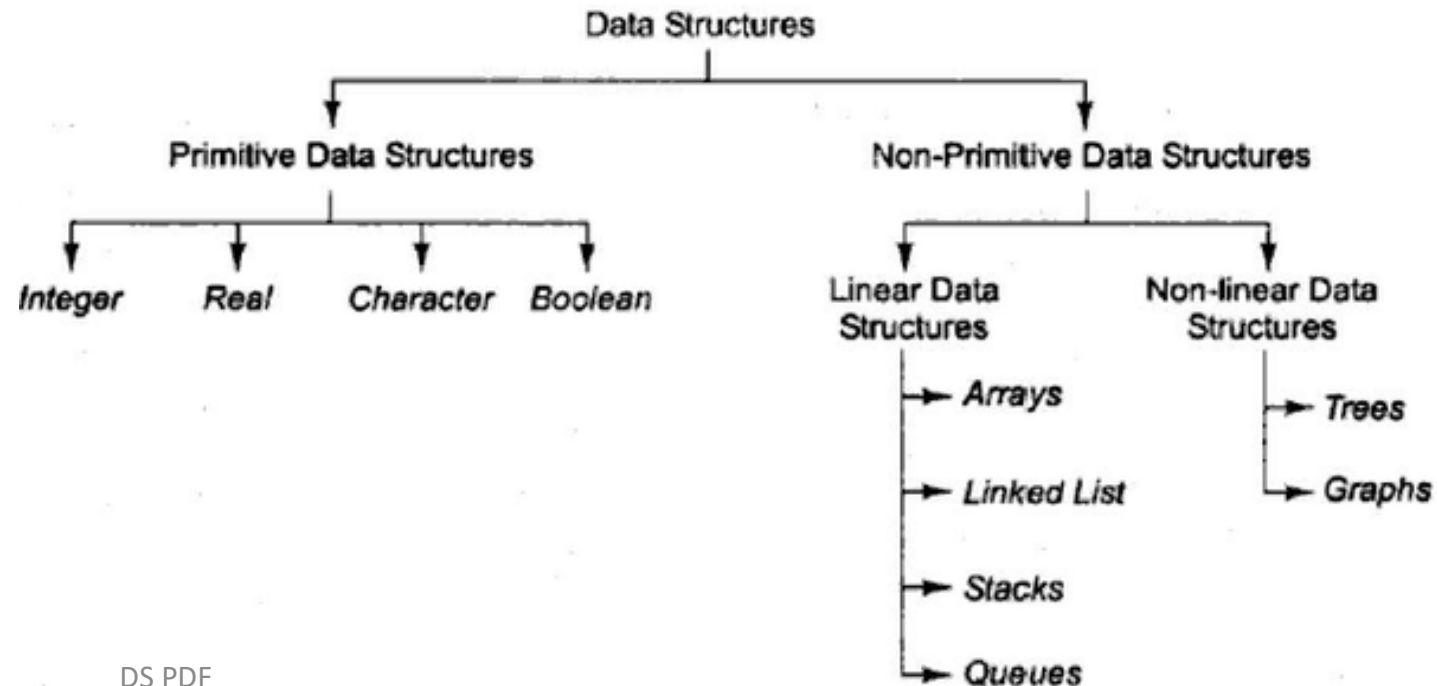 Data Structures
Primitive Data Structures
Non-Primitive Data Structures
Integer
Real
Character
Boolean
Linear Data
Structures
Non-linear Data
Structures
Arrays
Linked List
Stacks
Queues
Trees
Graphs
DS PDF